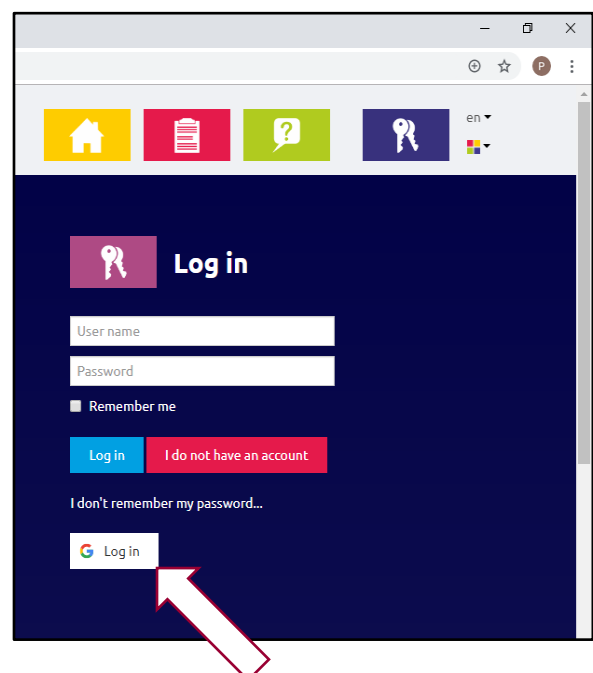 P
en
?
Log in
User name
Password
Remember me
Log in
I do not have an account
I don't remember my password...
G Log in